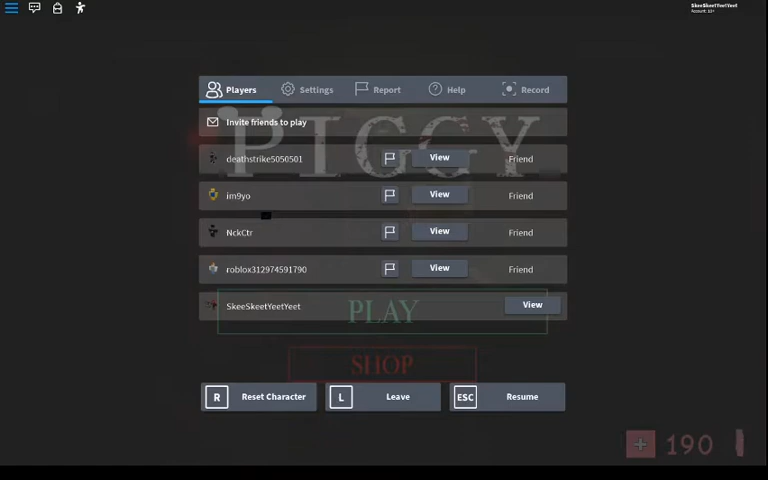 SkeeSkeetYeetYeet
Players Settings Report Help Record
Invite friends to play
PIGGY
deathstrike5050501 View Friend
im9yo View Friend
NckCtr View Friend
roblox312974591790 View Friend
SkeeSkeetYeetYeet View
PLAY
SHOP
R Reset Character L Leave ESC Resume
+ 190